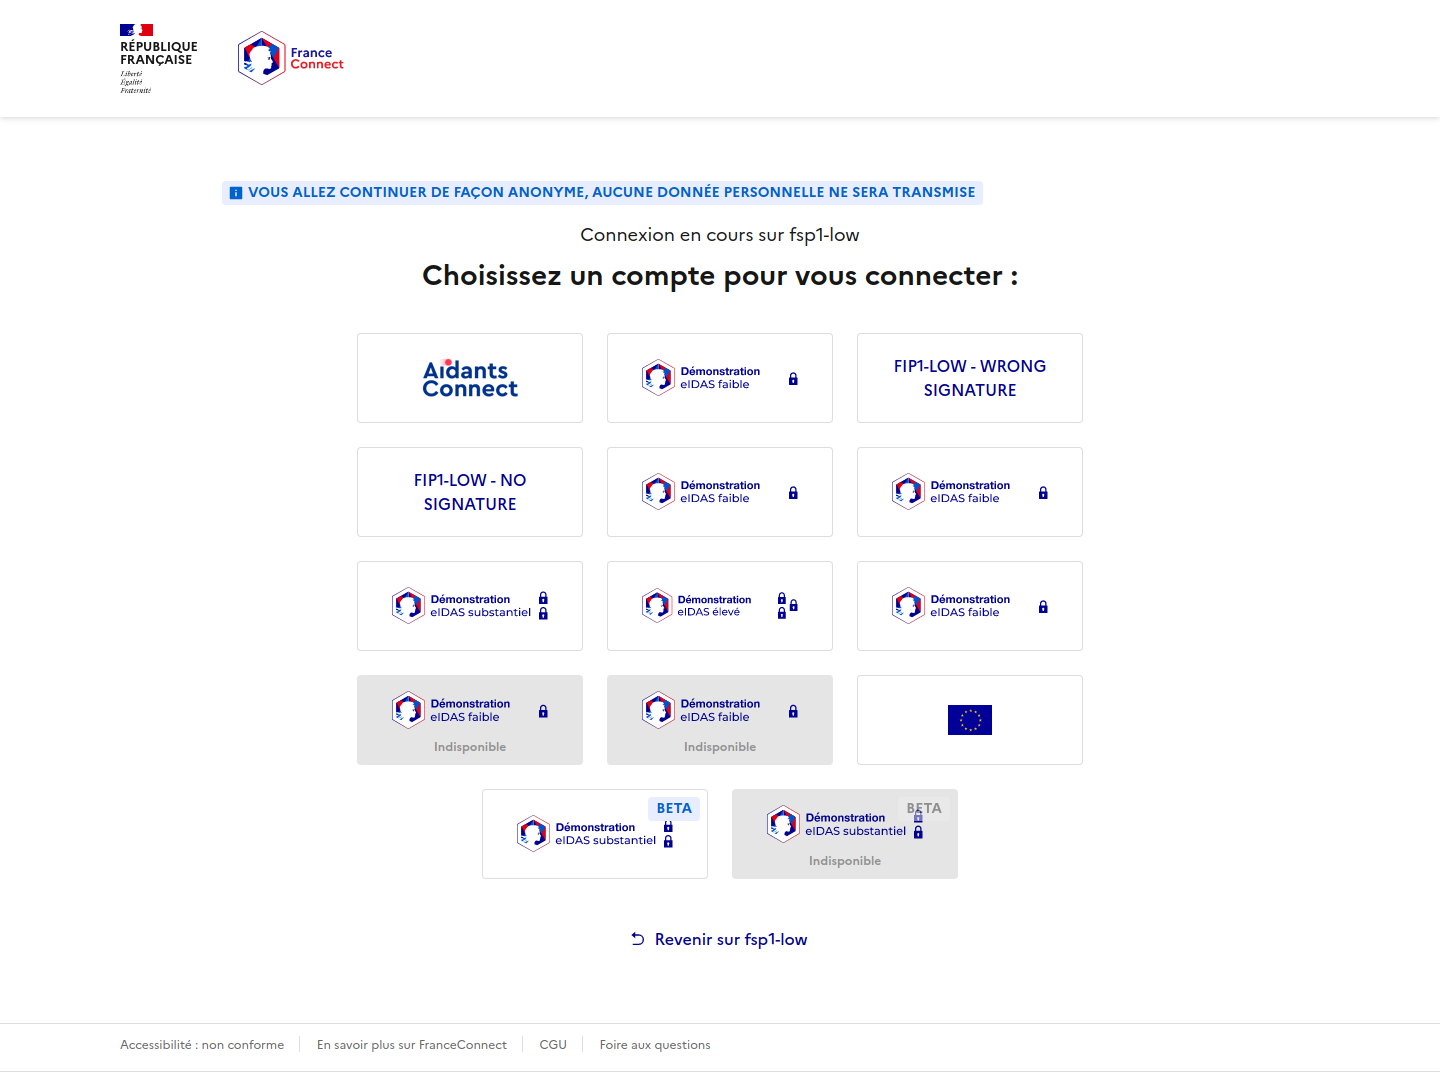 RÉPUBLIQUE
FRANÇAISE
Liberté
Égalité
Fraternité
France
Connect
VOUS ALLEZ CONTINUER DE FAÇON ANONYME, AUCUNE DONNÉE PERSONNELLE NE SERA TRANSMISE
Connexion en cours sur fsp1-low
Choisissez un compte pour vous connecter :
Aidants
Connect
Démonstration
eIDAS faible
FIP1-LOW - WRONG
SIGNATURE
FIP1-LOW - NO
SIGNATURE
Démonstration
eIDAS faible
Démonstration
eIDAS faible
Démonstration
eIDAS substantiel
Démonstration
eIDAS élevé
Démonstration
eIDAS faible
Démonstration
eIDAS faible
Indisponible
Démonstration
eIDAS faible
Indisponible
BETA
Démonstration
eIDAS substantiel
BETA
Démonstration
eIDAS substantiel
Indisponible
Revenir sur fsp1-low
Accessibilité : non conforme
En savoir plus sur FranceConnect
CGU
Foire aux questions